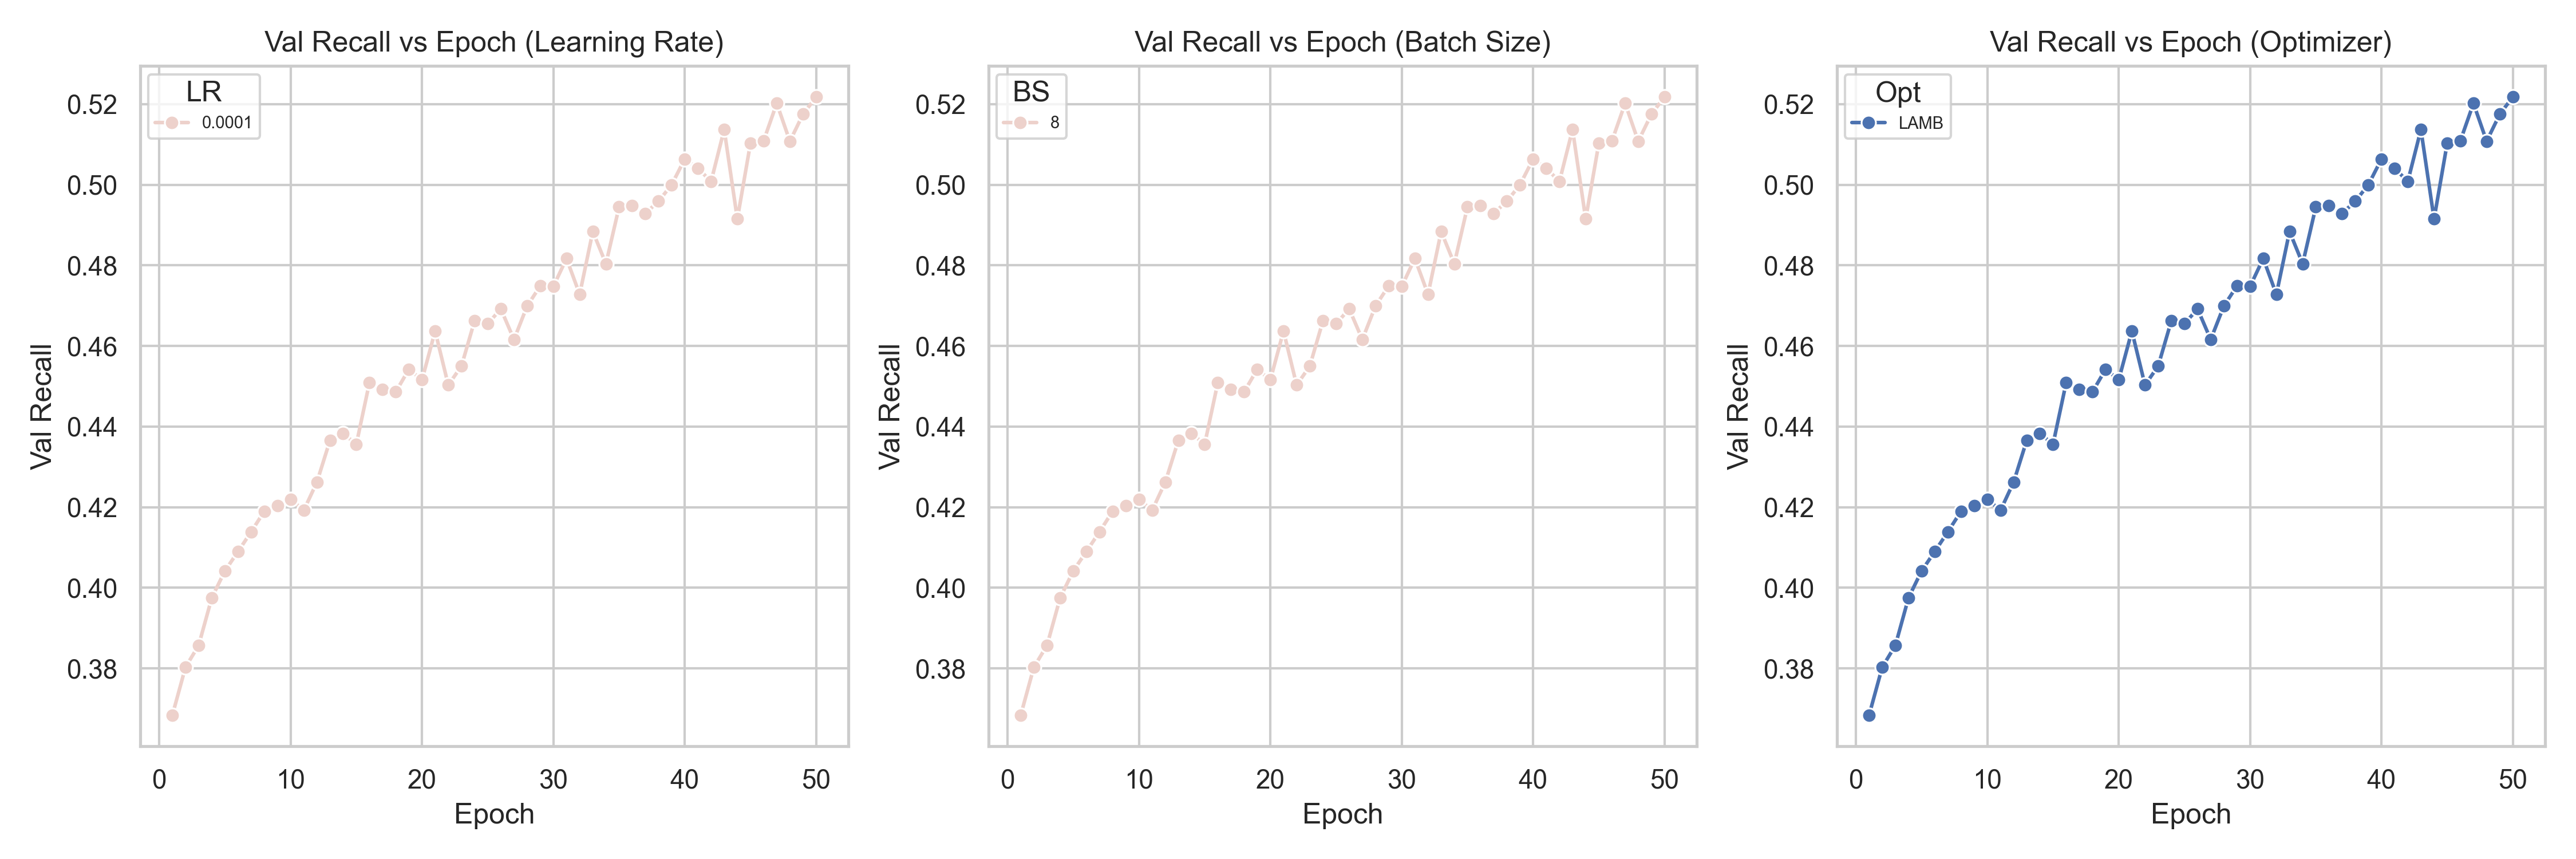 Val Recall vs Epoch (Learning Rate)
LR
0.0001
0.52
0.50
0.48
0.46
0.44
0.42
0.40
0.38
Val Recall
0 10 20 30 40 50
Epoch
Val Recall vs Epoch (Batch Size)
BS
8
0.52
0.50
0.48
0.46
0.44
0.42
0.40
0.38
Val Recall
0 10 20 30 40 50
Epoch
Val Recall vs Epoch (Optimizer)
Opt
LAMB
0.52
0.50
0.48
0.46
0.44
0.42
0.40
0.38
Val Recall
0 10 20 30 40 50
Epoch